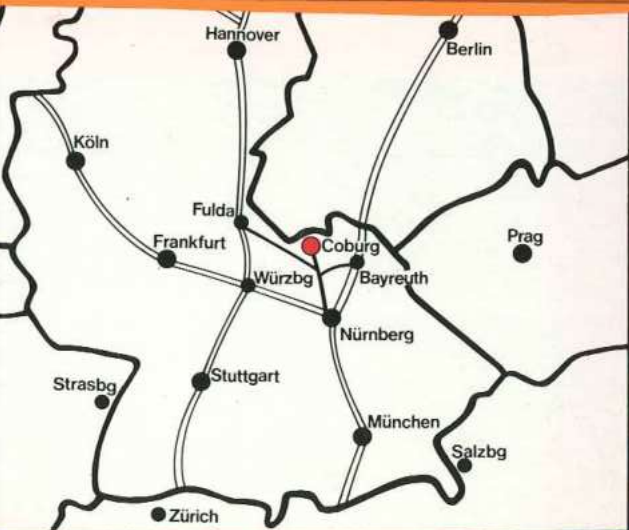 Hannover
Berlin
Köln
Fulda
Frankfurt
Coburg
Prag
Würzbg
Bayreuth
Nürnberg
Strasbg
Stuttgart
München
Salzbg
Zürich